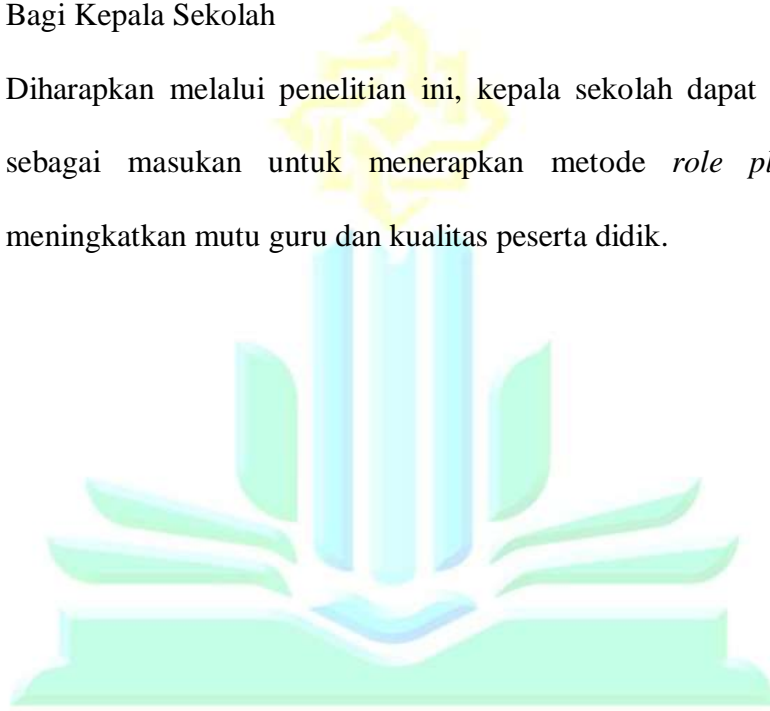 Bagi Kepala Sekolah
Diharapkan melalui penelitian ini, kepala sekolah dapat
sebagai masukan untuk menerapkan metode role
meningkatkan mutu guru dan kualitas peserta didik.